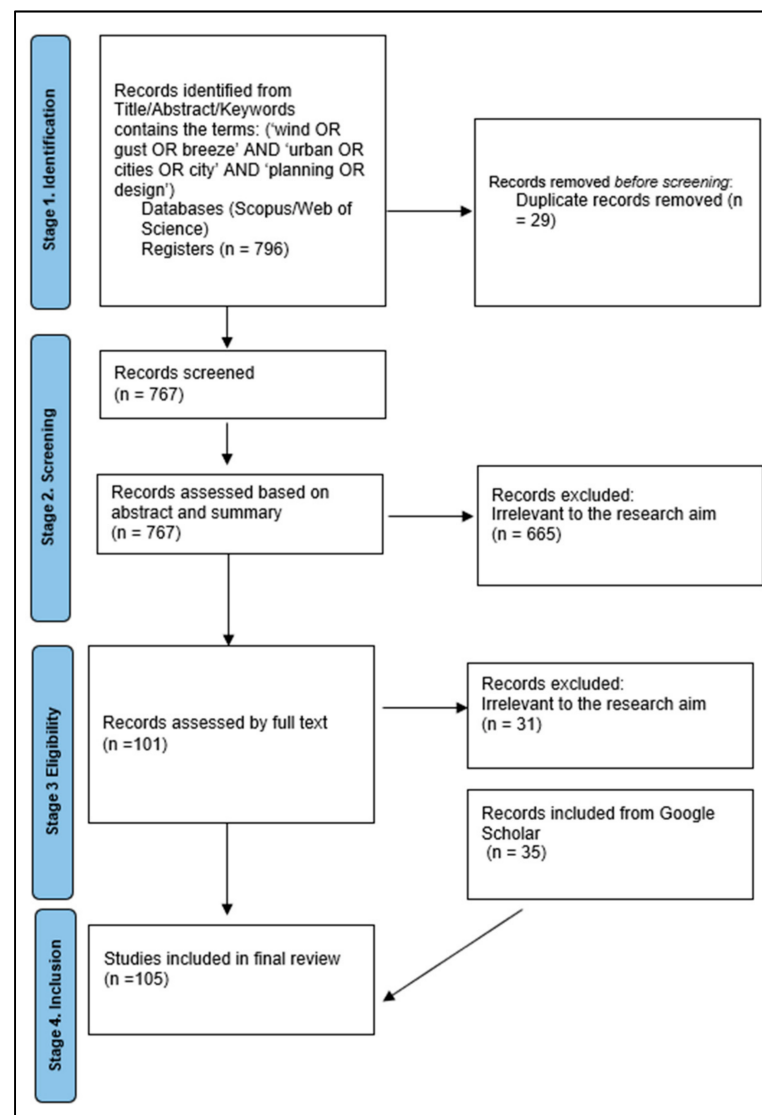 Stage 1. Identification
Records identified from
Title/Abstract/Keywords
contains the terms: (‘wind OR
gust OR breeze’ AND ‘urban OR
cities OR city’ AND ‘planning OR
design’)
Databases (Scopus/Web of
Science)
Registers (n = 796)
Records removed before screening:
Duplicate records removed (n
= 29)
Stage 2. Screening
Records screened
(n = 767)
Records assessed based on
abstract and summary
(n = 767)
Records excluded:
Irrelevant to the research aim
(n = 665)
Stage 3 Eligibility
Records assessed by full text
(n =101)
Records excluded:
Irrelevant to the research aim
(n = 31)
Records included from Google
Scholar
(n = 35)
Stage 4. Inclusion
Studies included in final review
(n =105)